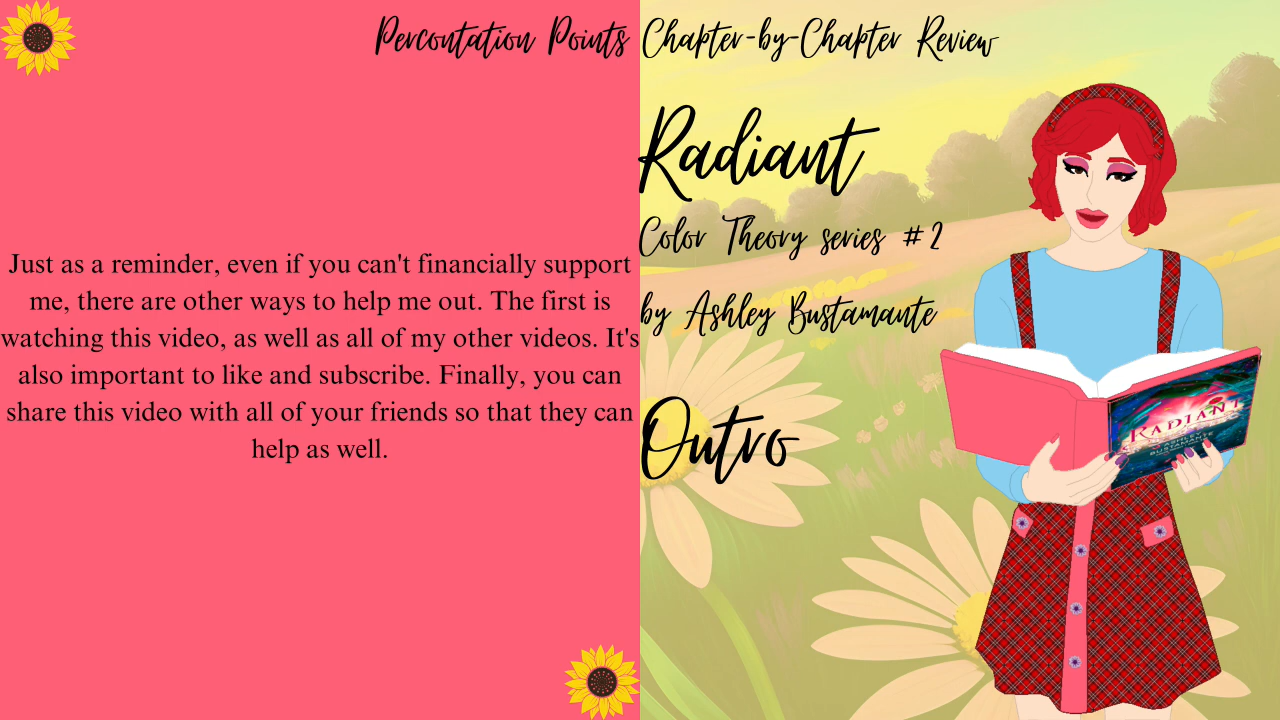 Percontation Points Chapter-by-Chapter Review
Just as a reminder, even if you can't financially support
me, there are other ways to help me out. The first is
watching this video, as well as all of my other videos. It's
also important to like and subscribe. Finally, you can
share this video with all of your friends so that they can
help as well.
Radiant
Color Theory series #2
by Ashley Bustamante
Outro
RADIANT
ASHLEY
BUSTAMANTE